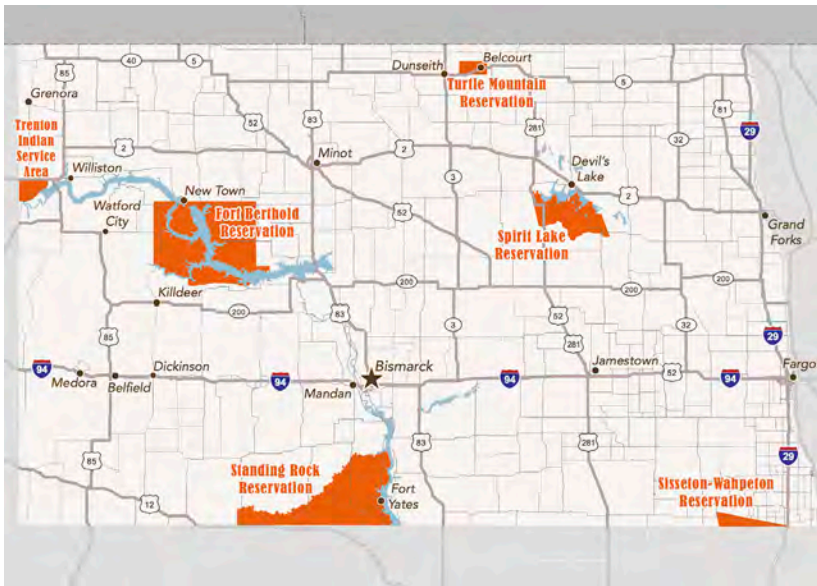 85
40
5
5
Dunseith
Belcourt
5
Grenora
Turtle Mountain
Reservation
81
52
83
281
29
Trenton
Indian
Service
Area
2
Minot
2
32
Devil's
Lake
Williston
3
2
New Town
Watford
City
Fort Berthold
Reservation
52
Grand
Forks
Spirit Lake
Reservation
200
200
200
Killdeer
200
83
3
52
32
85
281
29
94
Medora
Belfield
Dickinson
94
Mandan
Bismarck
94
Jamestown
52
94
Fargo
83
281
85
29
Standing Rock
Reservation
12
Fort
Yates
Sisseton-Wahpeton
Reservation